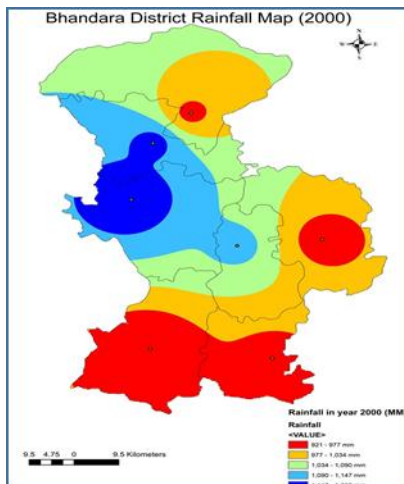 Bhandara District Rainfall Map (2000)
N
W E
S
Rainfall in year 2000 (MM
Rainfall
<VALUE>
921 - 977 mm
977 - 1,034 mm
1,034 - 1,090 mm
1,090 - 1,147 mm
9.5 4.75 0 9.5 Kilometers